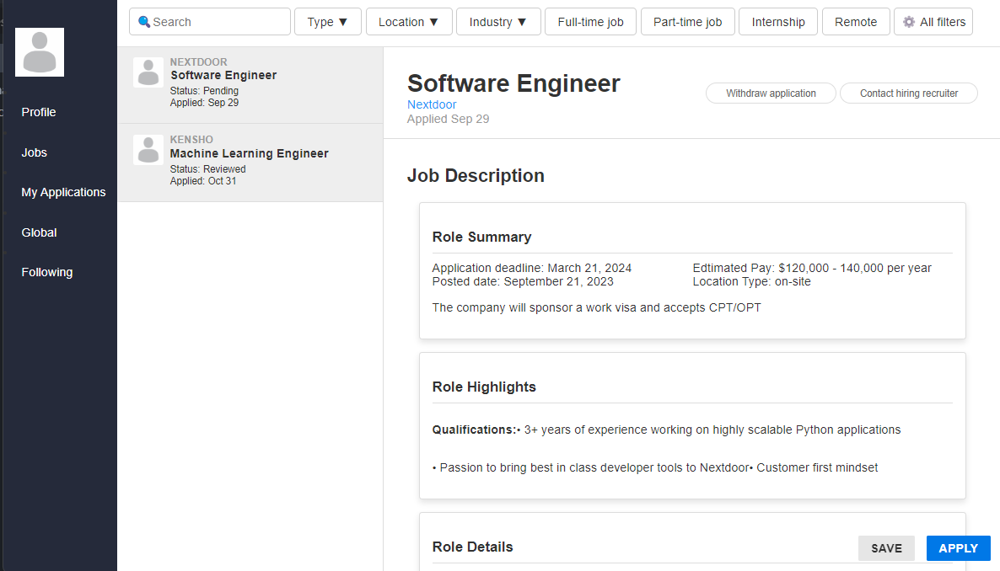 Search
Type ▼
Location ▼
Industry ▼
Full-time job
Part-time job
Internship
Remote
All filters
Profile
Jobs
My Applications
Global
Following
NEXTDOOR
Software Engineer
Status: Pending
Applied: Sep 29
KENSHO
Machine Learning Engineer
Status: Reviewed
Applied: Oct 31
Software Engineer
Nextdoor
Applied Sep 29
Withdraw application
Contact hiring recruiter
Job Description
Role Summary
Application deadline: March 21, 2024
Posted date: September 21, 2023
Edtimated Pay: $120,000 - 140,000 per year
Location Type: on-site
The company will sponsor a work visa and accepts CPT/OPT
Role Highlights
Qualifications:• 3+ years of experience working on highly scalable Python applications
• Passion to bring best in class developer tools to Nextdoor• Customer first mindset
Role Details
SAVE
APPLY